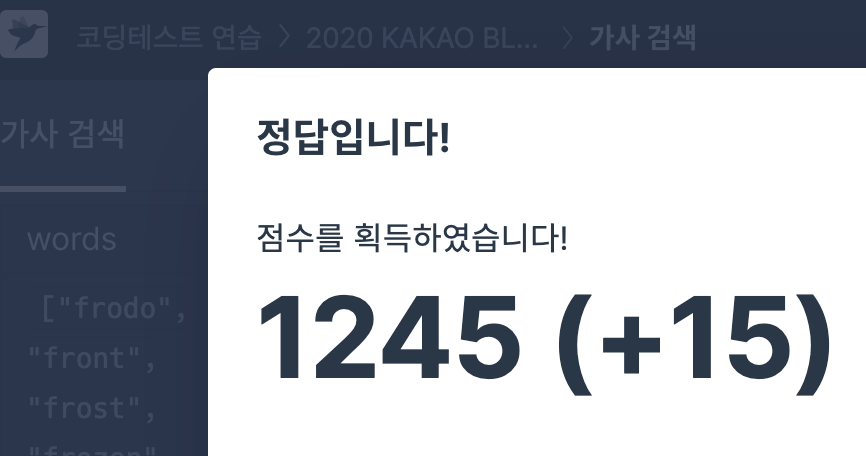 코딩테스트 연습 > 2020 KAKAO BL... > 가사 검색
가사 검색
정답입니다!
점수를 획득하였습니다!
1245 (+15)
words
["frodo",
"front",
"frost",
"frozen"